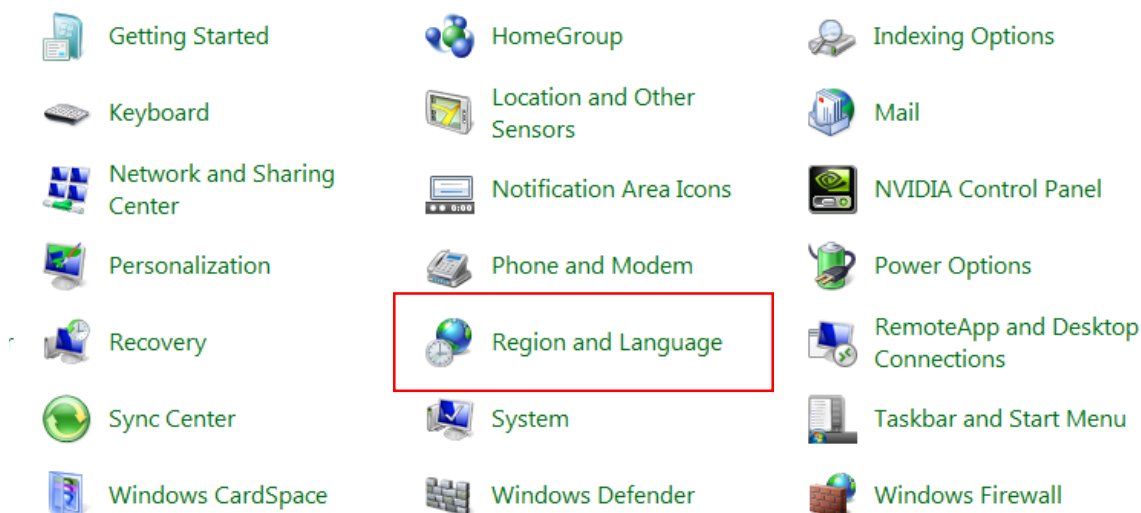 Getting Started
HomeGroup
Indexing Options
Keyboard
Location and Other
Sensors
Mail
Network and Sharing
Center
Notification Area Icons
NVIDIA Control Panel
Personalization
Phone and Modem
Power Options
r
Recovery
Region and Language
RemoteApp and Desktop
Connections
Sync Center
System
Taskbar and Start Menu
Windows CardSpace
Windows Defender
Windows Firewall